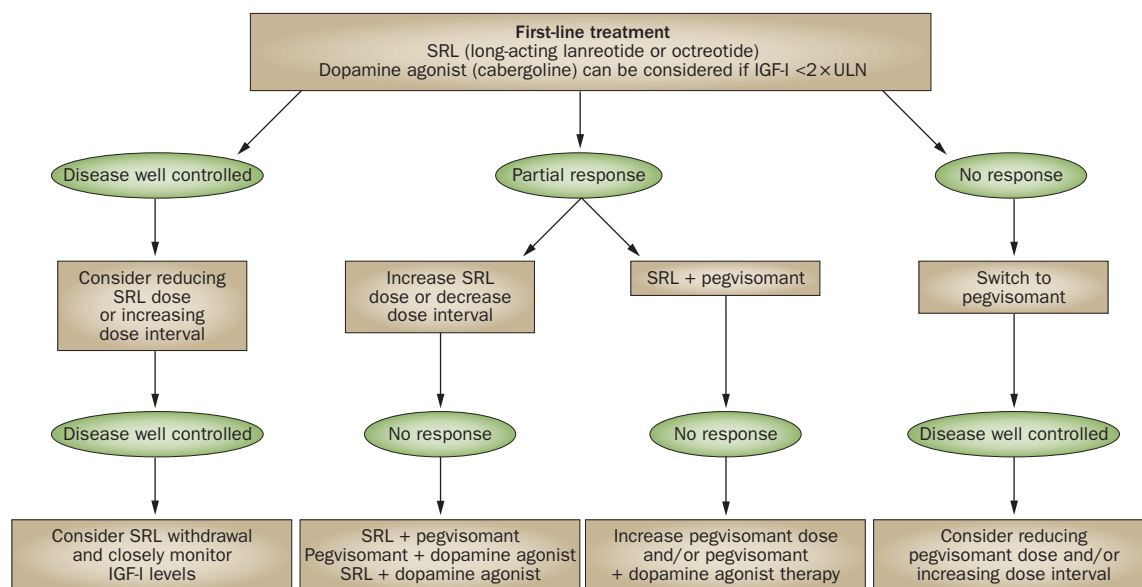 First-line treatment
SRL (long-acting lanreotide or octreotide)
Dopamine agonist (cabergoline) can be considered if IGF-I <2×ULN
Disease well controlled
Partial response
No response
Consider reducing
SRL dose
or increasing
dose interval
Increase SRL
dose or decrease
dose interval
SRL + pegvisomant
Switch to
pegvisomant
Disease well controlled
No response
No response
Disease well controlled
Consider SRL withdrawal
and closely monitor
IGF-I levels
SRL + pegvisomant
Pegvisomant + dopamine agonist
SRL + dopamine agonist
Increase pegvisomant dose
and/or pegvisomant
+ dopamine agonist therapy
Consider reducing
pegvisomant dose and/or
increasing dose interval